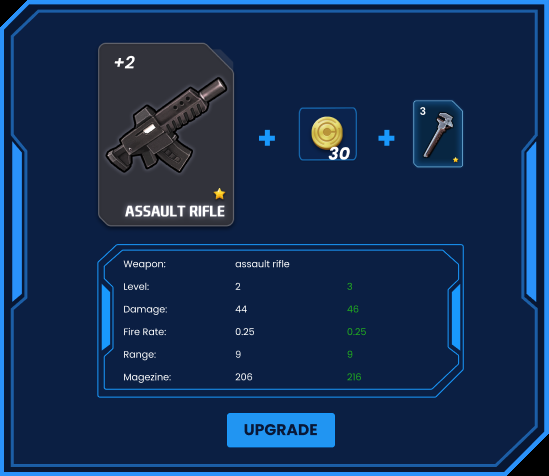 +2
ASSAULT RIFLE
30
3
Weapon: assault rifle
Level: 2 3
Damage: 44 46
Fire Rate: 0.25 0.25
Range: 9 9
Magezine: 206 216
UPGRADE